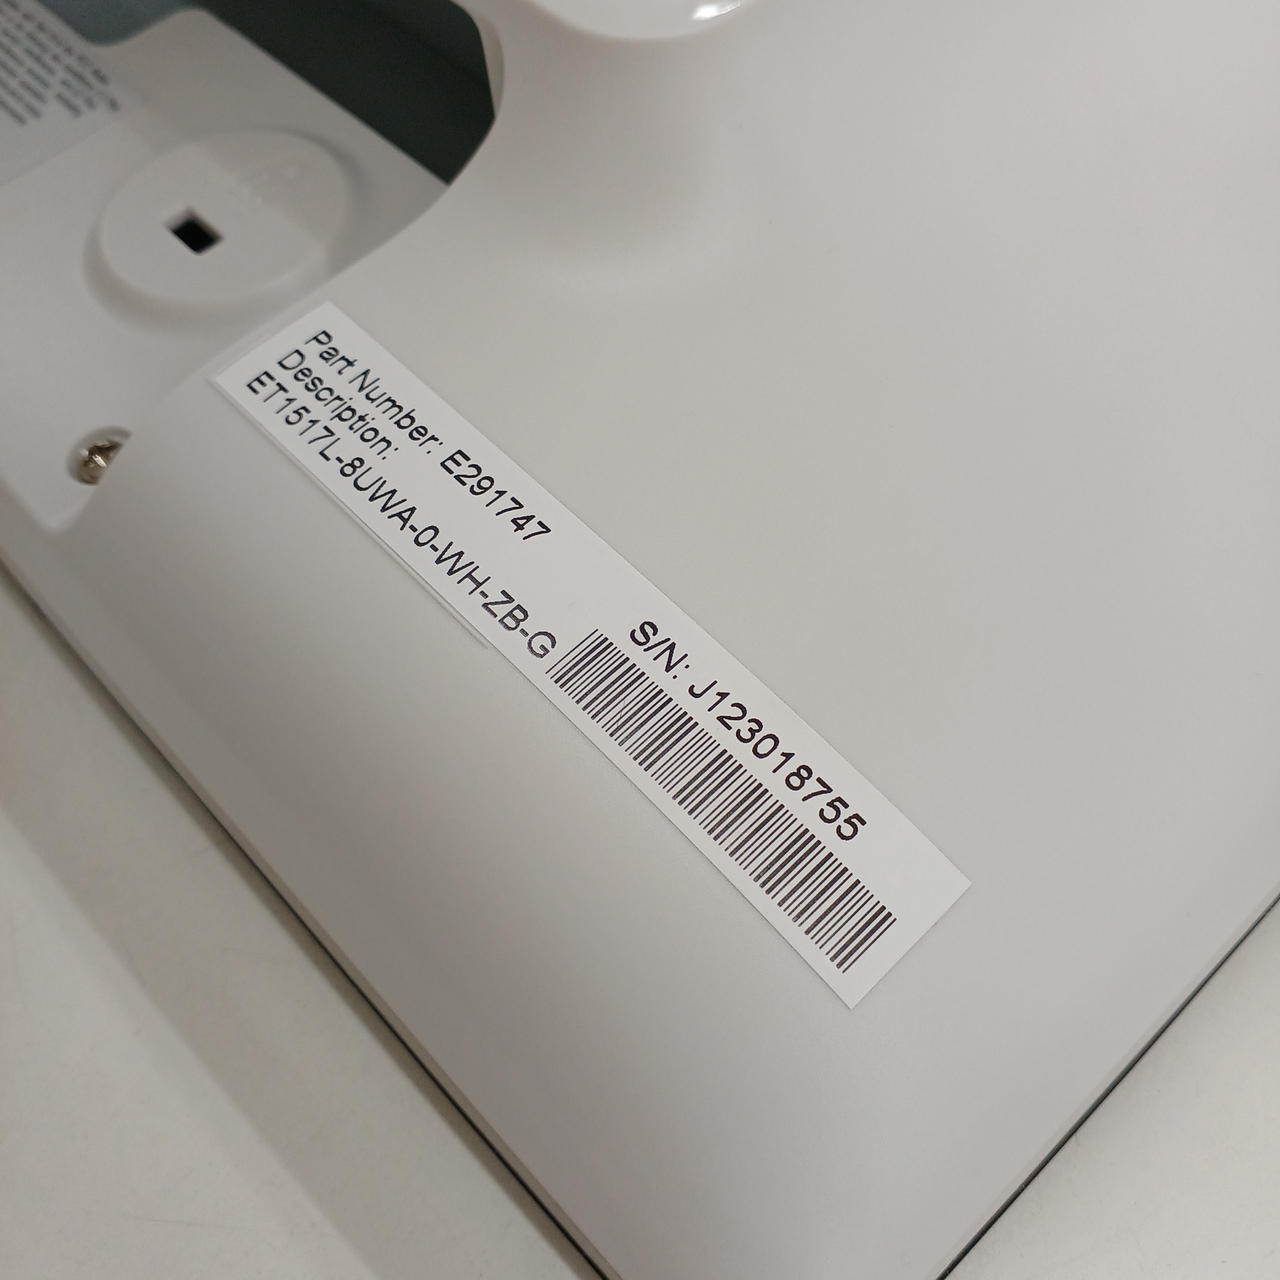 Part Number: E291747
Description:
ET1517L-8UWA-0-WH-ZB-G
S/N: J123018755